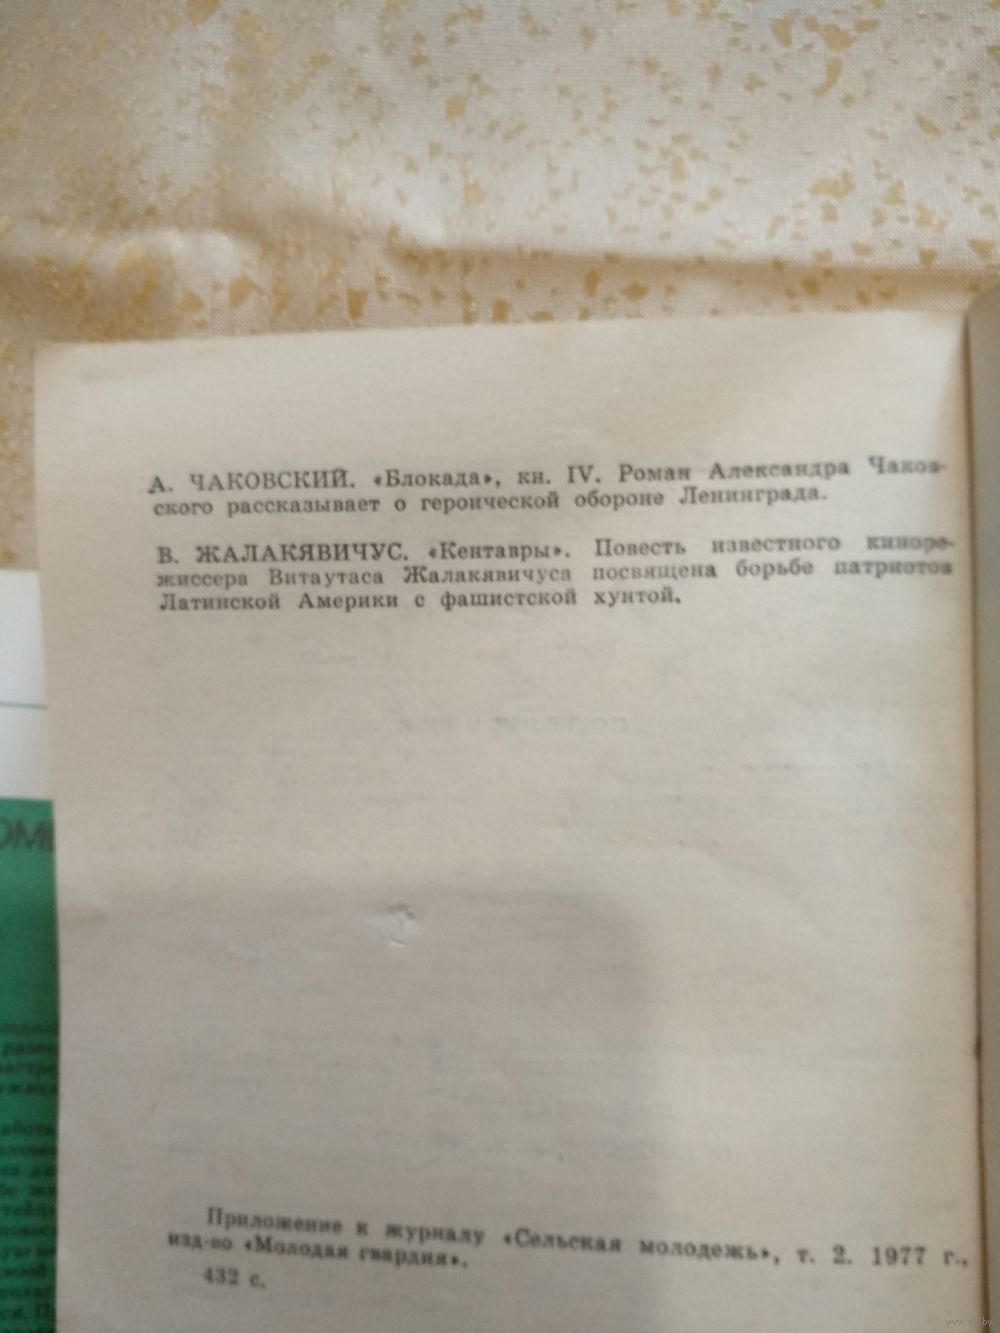 А. ЧАКОВСКИЙ. «Блокада», кн. IV. Роман Александра Чаков-
ского рассказывает о героической обороне Ленинграда.
В. ЖАЛАКЯВИЧУС. «Кентавры». Повесть известного киноре-
жиссера Витаутаса Жалакявичуса посвящена борьбе патриотов
Латинской Америки с фашистской хунтой.
Приложение к журналу «Сельская молодежь», т. 2. 1977 г.,
изд-во «Молодая гвардия».
432 с.